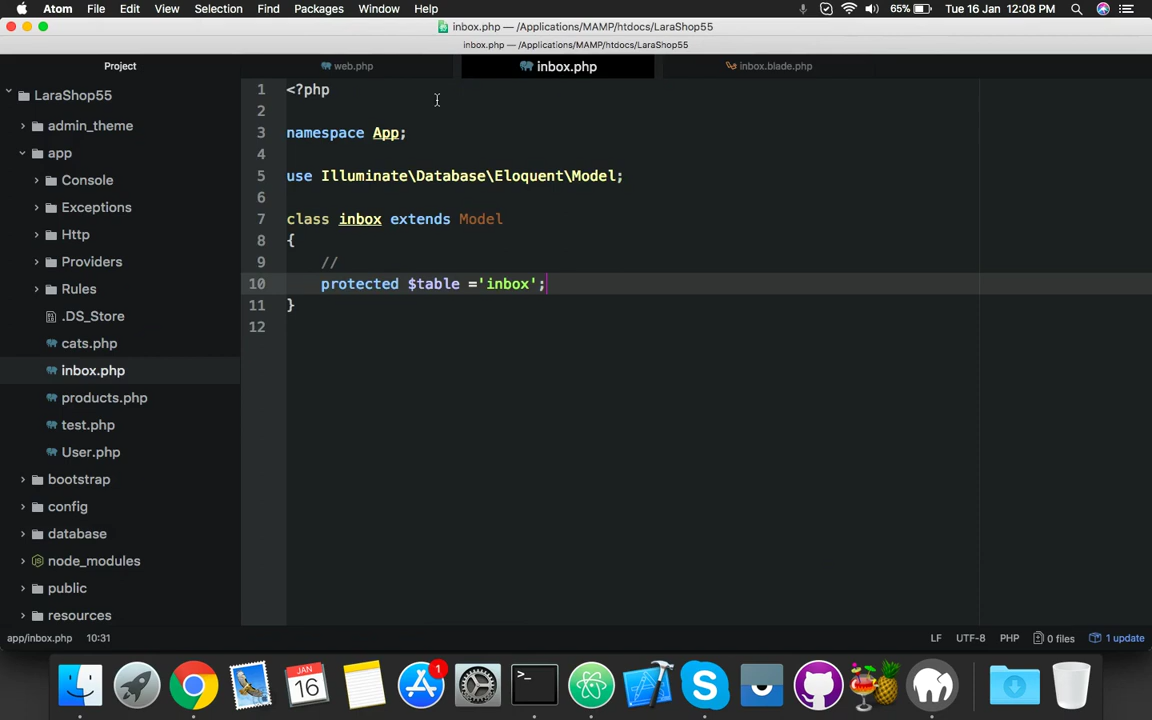 Atom File Edit View Selection Find Packages Window Help 65% Tue 16 Jan 12:08 PM
inbox.php — /Applications/MAMP/htdocs/LaraShop55
inbox.php — /Applications/MAMP/htdocs/LaraShop55
Project
web.php
inbox.php
inbox.blade.php
LaraShop55
admin_theme
app
Console
Exceptions
Http
Providers
Rules
.DS_Store
cats.php
inbox.php
products.php
test.php
User.php
bootstrap
config
database
node_modules
public
resources
1 <?php
2
3 namespace App;
4
5 use Illuminate\Database\Eloquent\Model;
6
7 class inbox extends Model
8 {
9 //
10 protected $table ='inbox';
11 }
12
app/inbox.php 10:31 LF UTF-8 PHP 0 files 1 update
JAN
16
1
>_
S